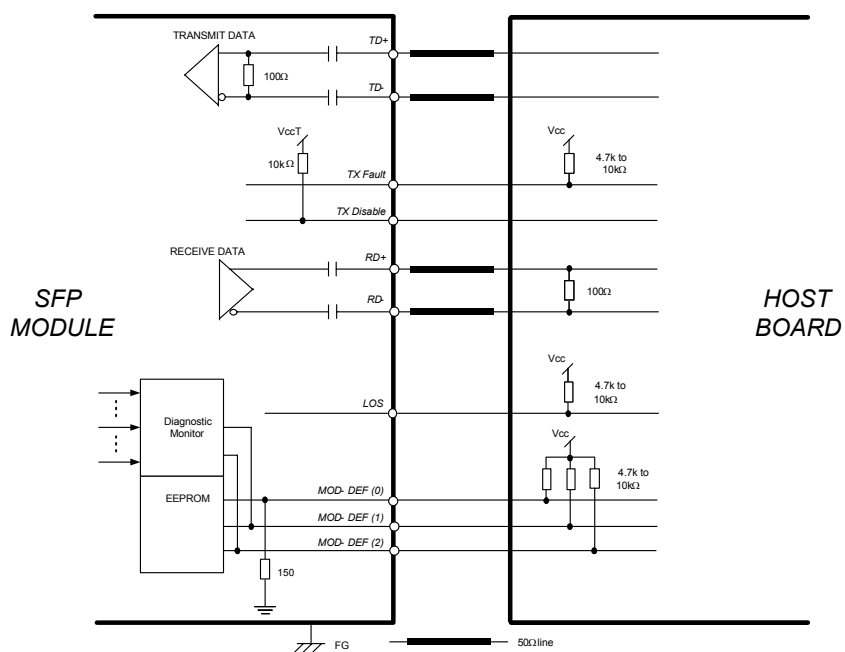 TRANSMIT DATA
TD+
100Ω
TD-
VccT
10kΩ
TX Fault
TX Disable
Vcc
4.7k to
10kΩ
RECEIVE DATA
RD+
RD-
100Ω
SFP
MODULE
HOST
BOARD
Vcc
4.7k to
10kΩ
LOS
Diagnostic
Monitor
Vcc
4.7k to
10kΩ
EEPROM
MOD- DEF (0)
MOD- DEF (1)
MOD- DEF (2)
150
FG
50Ωline